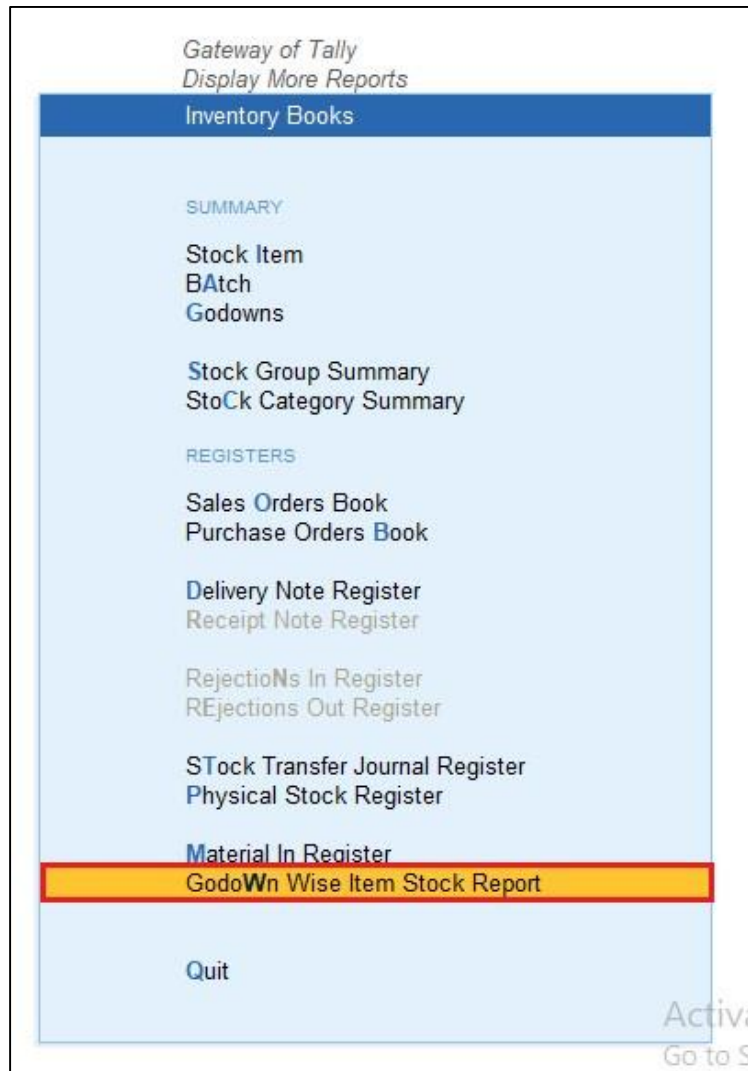 Gateway of Tally
Display More Reports
Inventory Books
SUMMARY
Stock Item
BAtch
Godowns
Stock Group Summary
StoCk Category Summary
REGISTERS
Sales Orders Book
Purchase Orders Book
Delivery Note Register
Receipt Note Register
RejectioNs In Register
REjections Out Register
STock Transfer Journal Register
Physical Stock Register
Material In Register
GodoWn Wise Item Stock Report
Quit
Activa
Go to S